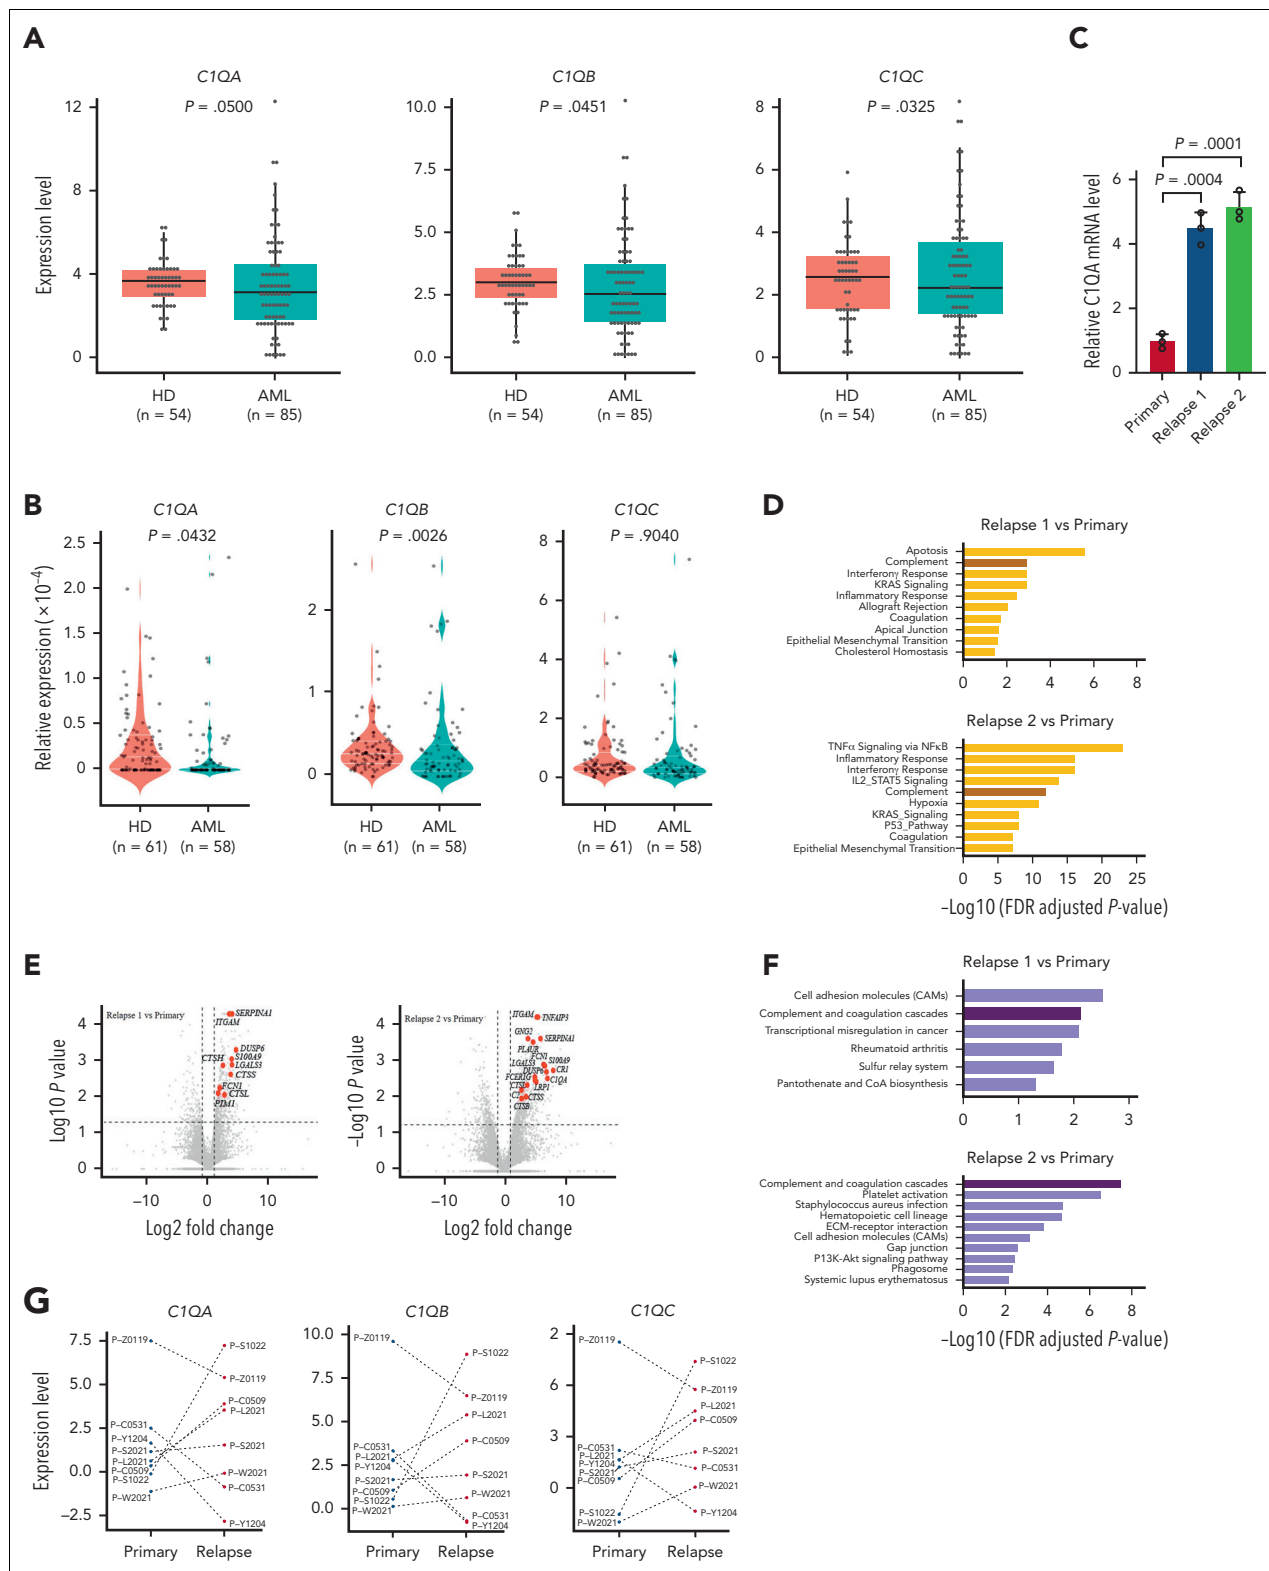 A
C1QA
P = .0500
Expression level
12
8
4
0
HD
(n = 54)
AML
(n = 85)
C1QB
P = .0451
10.0
7.5
5.0
2.5
0.0
HD
(n = 54)
AML
(n = 85)
C1QC
P = .0325
8
6
4
2
0
HD
(n = 54)
AML
(n = 85)
C
P = .0001
P = .0004
Relative C1QA mRNA level
6
4
2
0
Primary
Relapse 1
Relapse 2
B
C1QA
P = .0432
Relative expression (×10–4)
2.5
2.0
1.5
1.0
0.5
0
HD
(n = 61)
AML
(n = 58)
C1QB
P = .0026
2
1
0
HD
(n = 61)
AML
(n = 58)
C1QC
P = .9040
8
6
4
2
0
HD
(n = 61)
AML
(n = 58)
D
Relapse 1 vs Primary
Apotosis
Complement
Interferonγ Response
KRAS Signaling
Inflammatory Response
Allograft Rejection
Coagulation
Apical Junction
Epithelial Mesenchymal Transition
Cholesterol Homostasis
0 2 4 6 8
Relapse 2 vs Primary
TNFα Signaling via NFκB
Inflammatory Response
Interferonγ Response
IL2_STAT5 Signaling
Complement
Hypoxia
KRAS_Signaling
P53_Pathway
Coagulation
Epithelial Mesenchymal Transition
0 5 10 15 20 25
–Log10 (FDR adjusted P-value)
E
Relapse 1 vs Primary
Log10 P value
4
3
2
1
0
SERPINA1
ITGAM
DUSP6
S100A9
CTSH
LGALS3
CTSS
FCN1
CTSL
PIM1
–10 0 10
Log2 fold change
Relapse 2 vs Primary
–Log10 P value
4
3
2
1
0
ITGAM
TNFAIP3
GNG2
SERPINA1
PLAUR
FCN1
LGALS3
S100A9
DUSP6
CR1
FCER1G
C1QA
LRP1
CTSS
CTSB
–10 0 10
Log2 fold change
F
Relapse 1 vs Primary
Cell adhesion molecules (CAMs)
Complement and coagulation cascades
Transcriptional misregulation in cancer
Rheumatoid arthritis
Sulfur relay system
Pantothenate and CoA biosynthesis
0 1 2 3
Relapse 2 vs Primary
Complement and coagulation cascades
Platelet activation
Staphylococcus aureus infection
Hematopoietic cell lineage
ECM-receptor interaction
Cell adhesion molecules (CAMs)
Gap junction
P13K-Akt signaling pathway
Phagosome
Systemic lupus erythematosus
0 2 4 6 8
–Log10 (FDR adjusted P-value)
G
C1QA
Expression level
7.5
5.0
2.5
0.0
–2.5
P–Z0119
P–C0531
P–Y1204
P–S2021
P–L2021
P–C0509
P–S1022
P–W2021
P–S1022
P–Z0119
P–C0509
P–L2021
P–S2021
P–W2021
P–C0531
P–Y1204
Primary Relapse
C1QB
10.0
7.5
5.0
2.5
0.0
P–Z0119
P–C0531
P–L2021
P–Y1204
P–S2021
P–C0509
P–S1022
P–W2021
P–S1022
P–Z0119
P–L2021
P–C0509
P–S2021
P–W2021
P–C0531
P–Y1204
Primary Relapse
C1QC
2
6
3
0
P–Z0119
P–C0531
P–L2021
P–Y1204
P–S2021
P–C0509
P–S1022
P–W2021
P–S1022
P–Z0119
P–L2021
P–C0509
P–S2021
P–C0531
P–W2021
P–Y1204
Primary Relapse